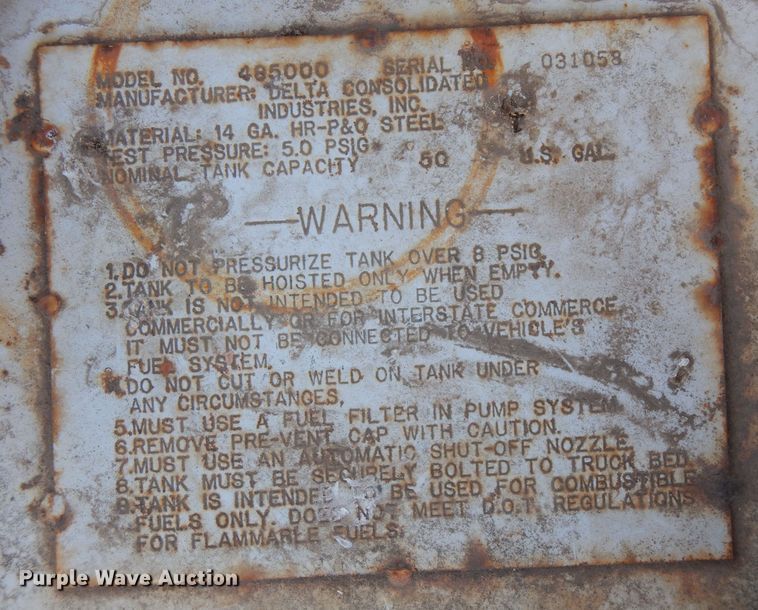 MODEL NO. 485000 SERIAL NO. 031058
MANUFACTURER: DELTA CONSOLIDATED
INDUSTRIES, INC.
MATERIAL: 14 GA. HR-P&O STEEL
TEST PRESSURE: 5.0 PSIG
NOMINAL TANK CAPACITY 50 U.S. GAL.
—WARNING—
1. DO NOT PRESSURIZE TANK OVER 8 PSIG.
2. TANK TO BE HOISTED ONLY WHEN EMPTY.
3. TANK IS NOT INTENDED TO BE USED
COMMERCIALLY OR FOR INTERSTATE COMMERCE.
IT MUST NOT BE CONNECTED TO VEHICLE'S
FUEL SYSTEM.
4. DO NOT CUT OR WELD ON TANK UNDER
ANY CIRCUMSTANCES,
5. MUST USE A FUEL FILTER IN PUMP SYSTEM
6. REMOVE PRE-VENT CAP WITH CAUTION.
7. MUST USE AN AUTOMATIC SHUT-OFF NOZZLE
8. TANK MUST BE SECURELY BOLTED TO TRUCK BED.
9. TANK IS INTENDED TO BE USED FOR COMBUSTIBLE
FUELS ONLY. DOES NOT MEET D.O.T. REGULATIONS
FOR FLAMMABLE FUELS.
Purple Wave Auction